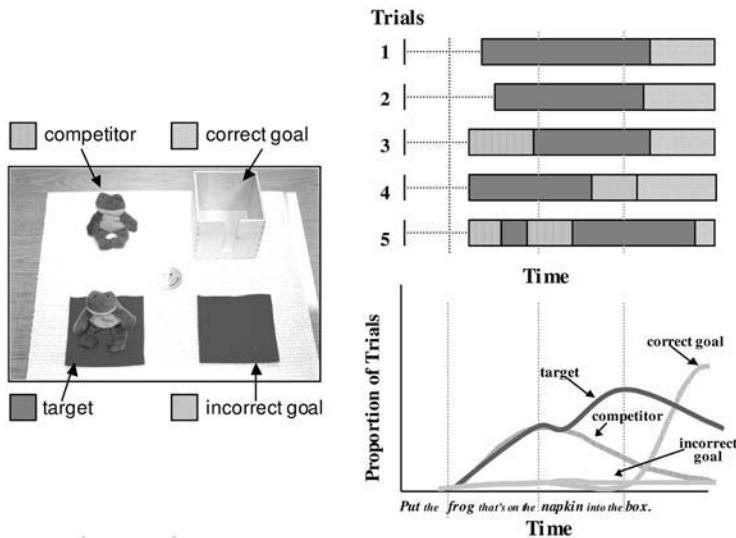 competitor
correct goal
target
incorrect goal
Trials
1
2
3
4
5
Time
Proportion of Trials
correct goal
target
competitor
incorrect
goal
Put the frog that's on the napkin into the box.
Time